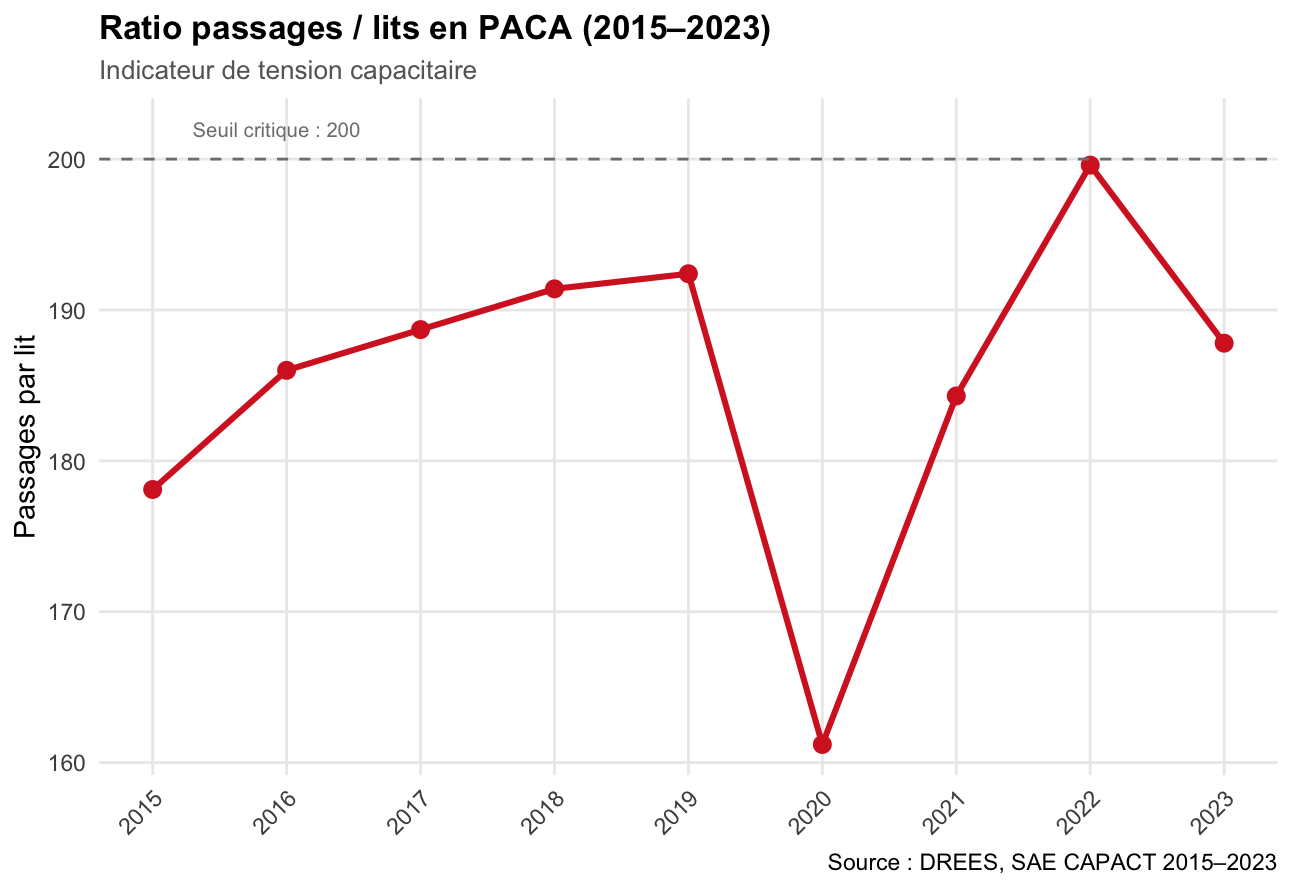 Ratio passages / lits en PACA (2015–2023)
Indicateur de tension capacitaire
Seuil critique : 200
200
190
180
170
160
Passages par lit
2015
2016
2017
2018
2019
2020
2021
2022
2023
Source : DREES, SAE CAPACT 2015–2023